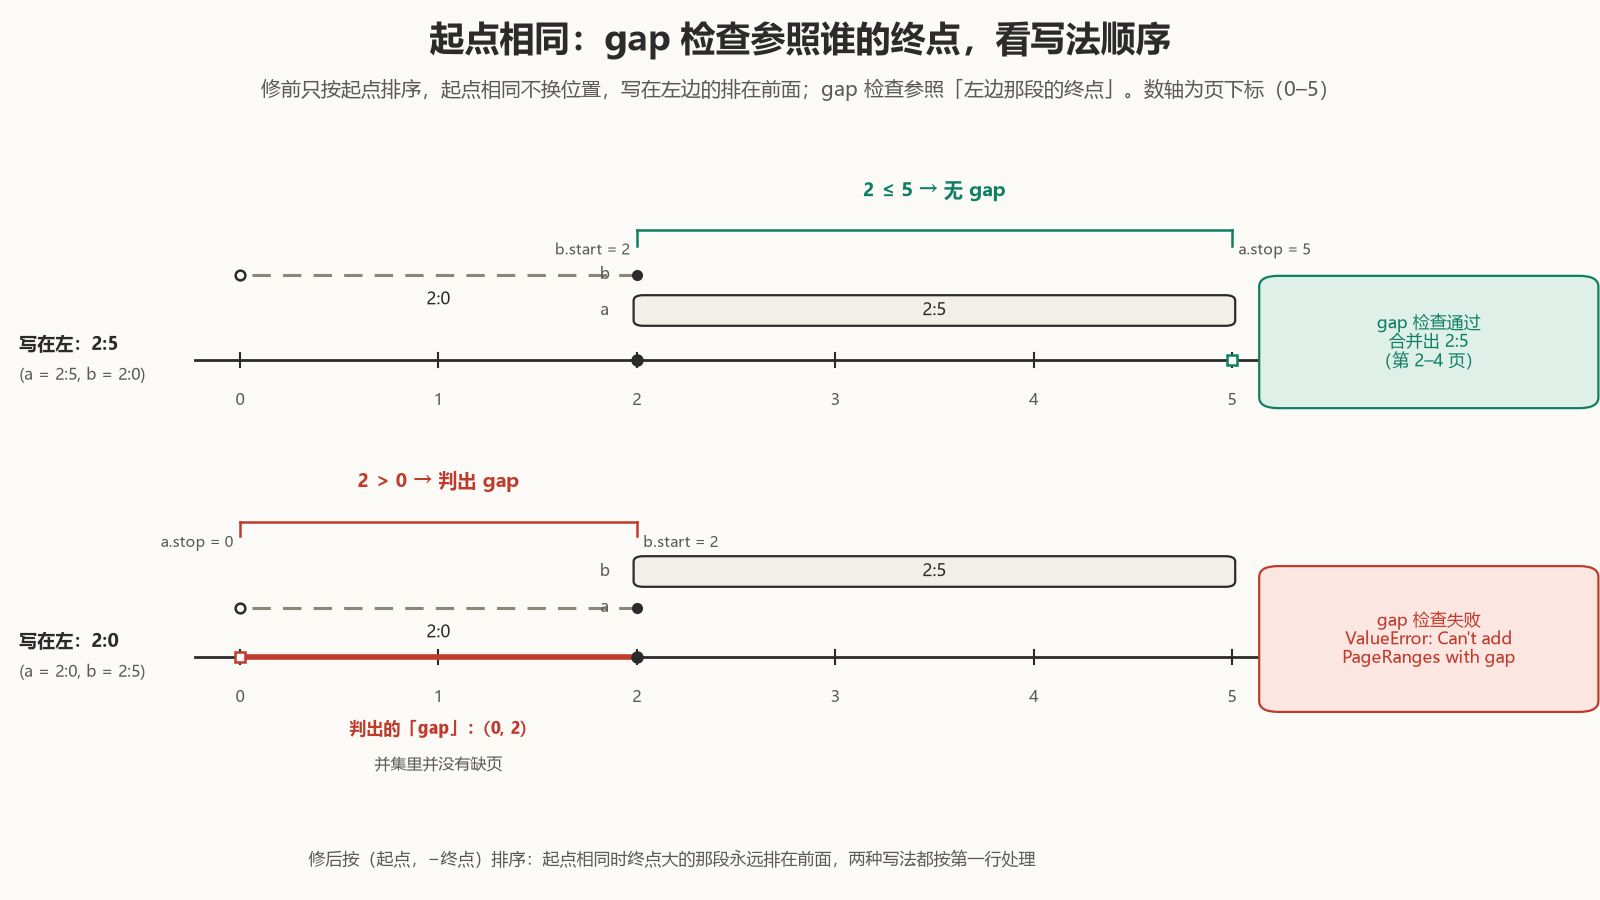 起点相同：gap 检查参照谁的终点，看写法顺序
修前只按起点排序，起点相同不换位置，写在左边的排在前面；gap 检查参照「左边那段的终点」。数轴为页下标（0–5）
2 ≤ 5 → 无 gap
b.start = 2
a.stop = 5
b
2:0
a
2:5
写在左：2:5
(a = 2:5, b = 2:0)
0 1 2 3 4 5
gap 检查通过
合并出 2:5
(第 2–4 页)
2 > 0 → 判出 gap
a.stop = 0
b.start = 2
b
2:5
a
2:0
写在左：2:0
(a = 2:0, b = 2:5)
0 1 2 3 4 5
gap 检查失败
ValueError: Can't add
PageRanges with gap
判出的「gap」：(0, 2)
并集里并没有缺页
修后按（起点，−终点）排序：起点相同时终点大的那段永远排在前面，两种写法都按第一行处理